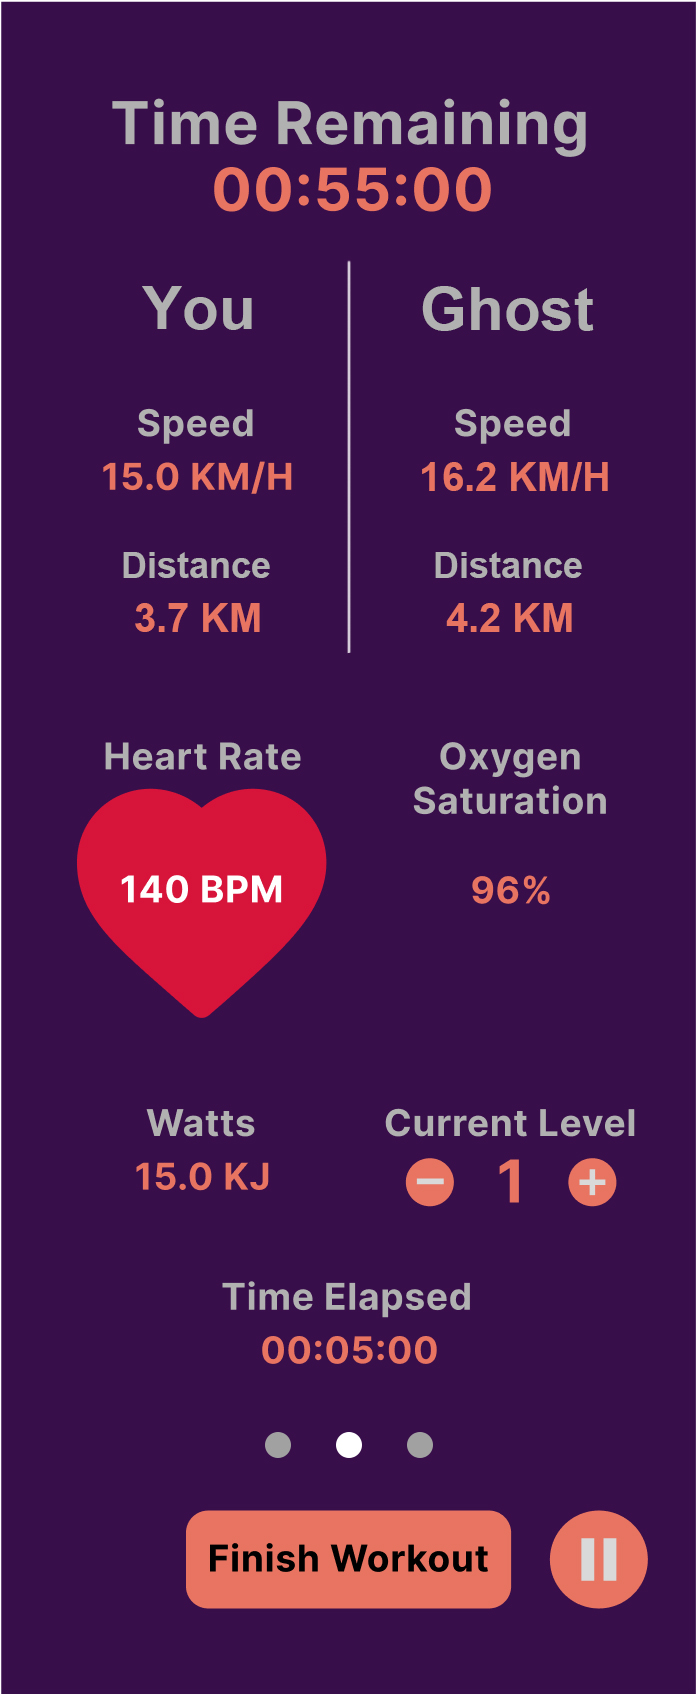 Time Remaining
00:55:00
You
Ghost
Speed
15.0 KM/H
Speed
16.2 KM/H
Distance
3.7 KM
Distance
4.2 KM
Heart Rate
140 BPM
Oxygen
Saturation
96%
Watts
15.0 KJ
Current Level
1
Time Elapsed
00:05:00
Finish Workout